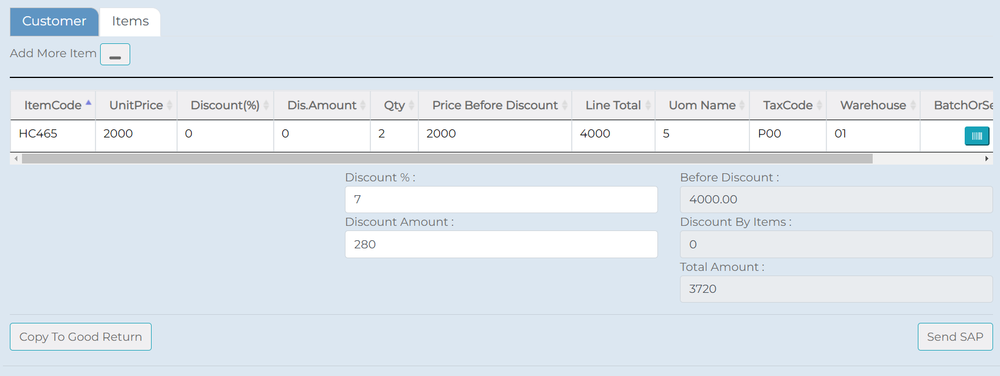 Customer Items
Add More Item
ItemCode UnitPrice Discount(%) Dis.Amount Qty Price Before Discount Line Total Uom Name TaxCode Warehouse BatchOrSe
HC465 2000 0 0 2 2000 4000 5 P00 01
Discount % : Before Discount :
7 4000.00
Discount Amount : Discount By Items :
280 0
Total Amount :
3720
Copy To Good Return Send SAP